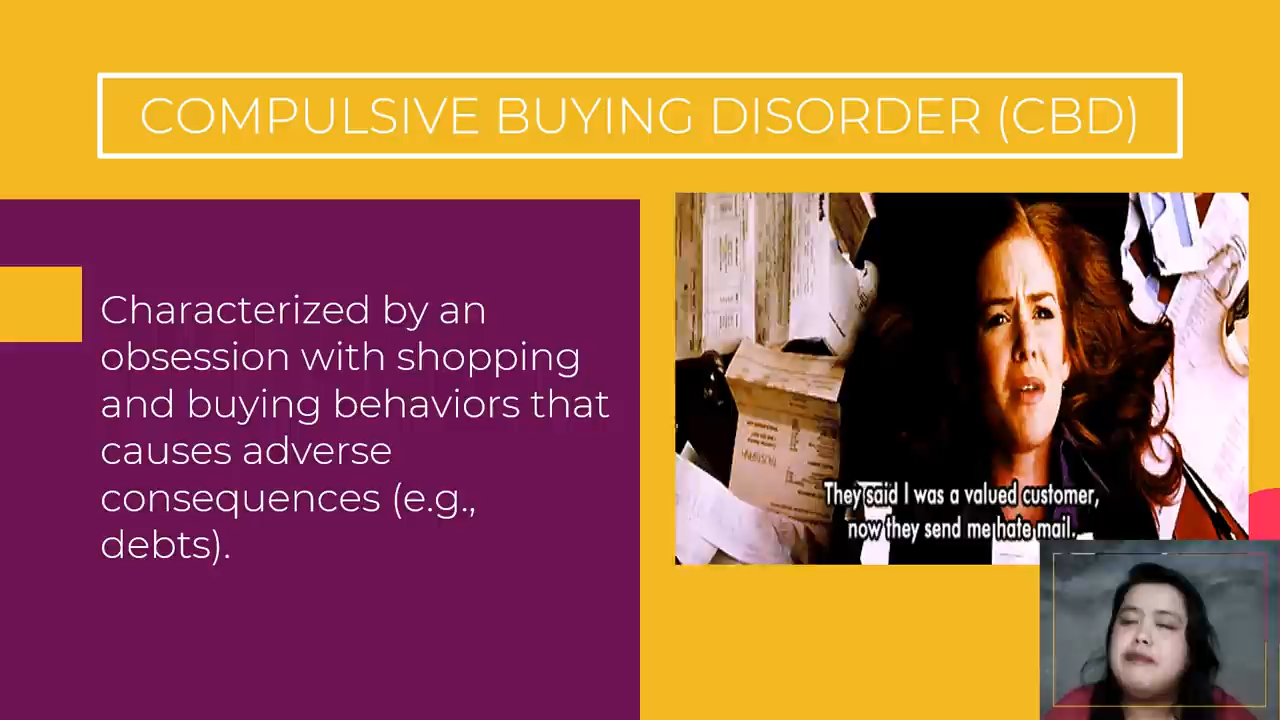 COMPULSIVE BUYING DISORDER (CBD)
Characterized by an
obsession with shopping
and buying behaviors that
causes adverse
consequences (e.g.,
debts).
They said I was a valued customer,
now they send me hate mail.